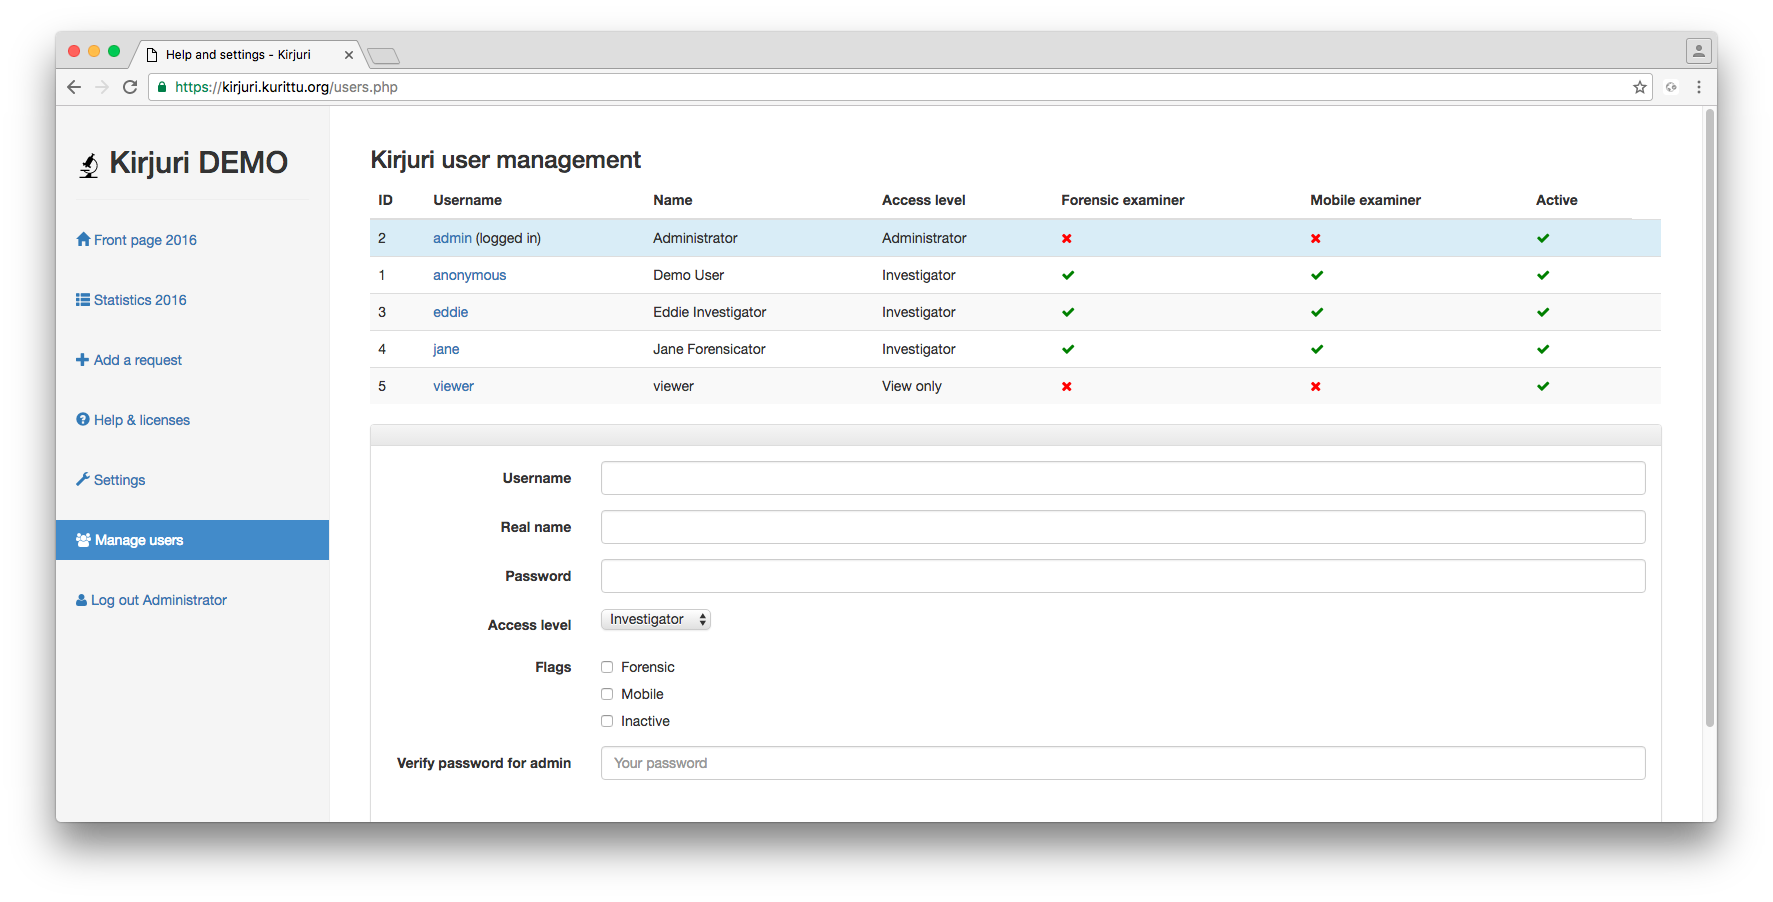 Help and settings - Kirjuri
https://kirjuri.kurittu.org/users.php
Kirjuri DEMO
Front page 2016
Statistics 2016
Add a request
Help & licenses
Settings
Manage users
Log out Administrator
Kirjuri user management
ID Username Name Access level Forensic examiner Mobile examiner Active
2 admin (logged in) Administrator Administrator
1 anonymous Demo User Investigator
3 eddie Eddie Investigator Investigator
4 jane Jane Forensicator Investigator
5 viewer viewer View only
Username
Real name
Password
Access level Investigator
Flags Forensic
Mobile
Inactive
Verify password for admin Your password